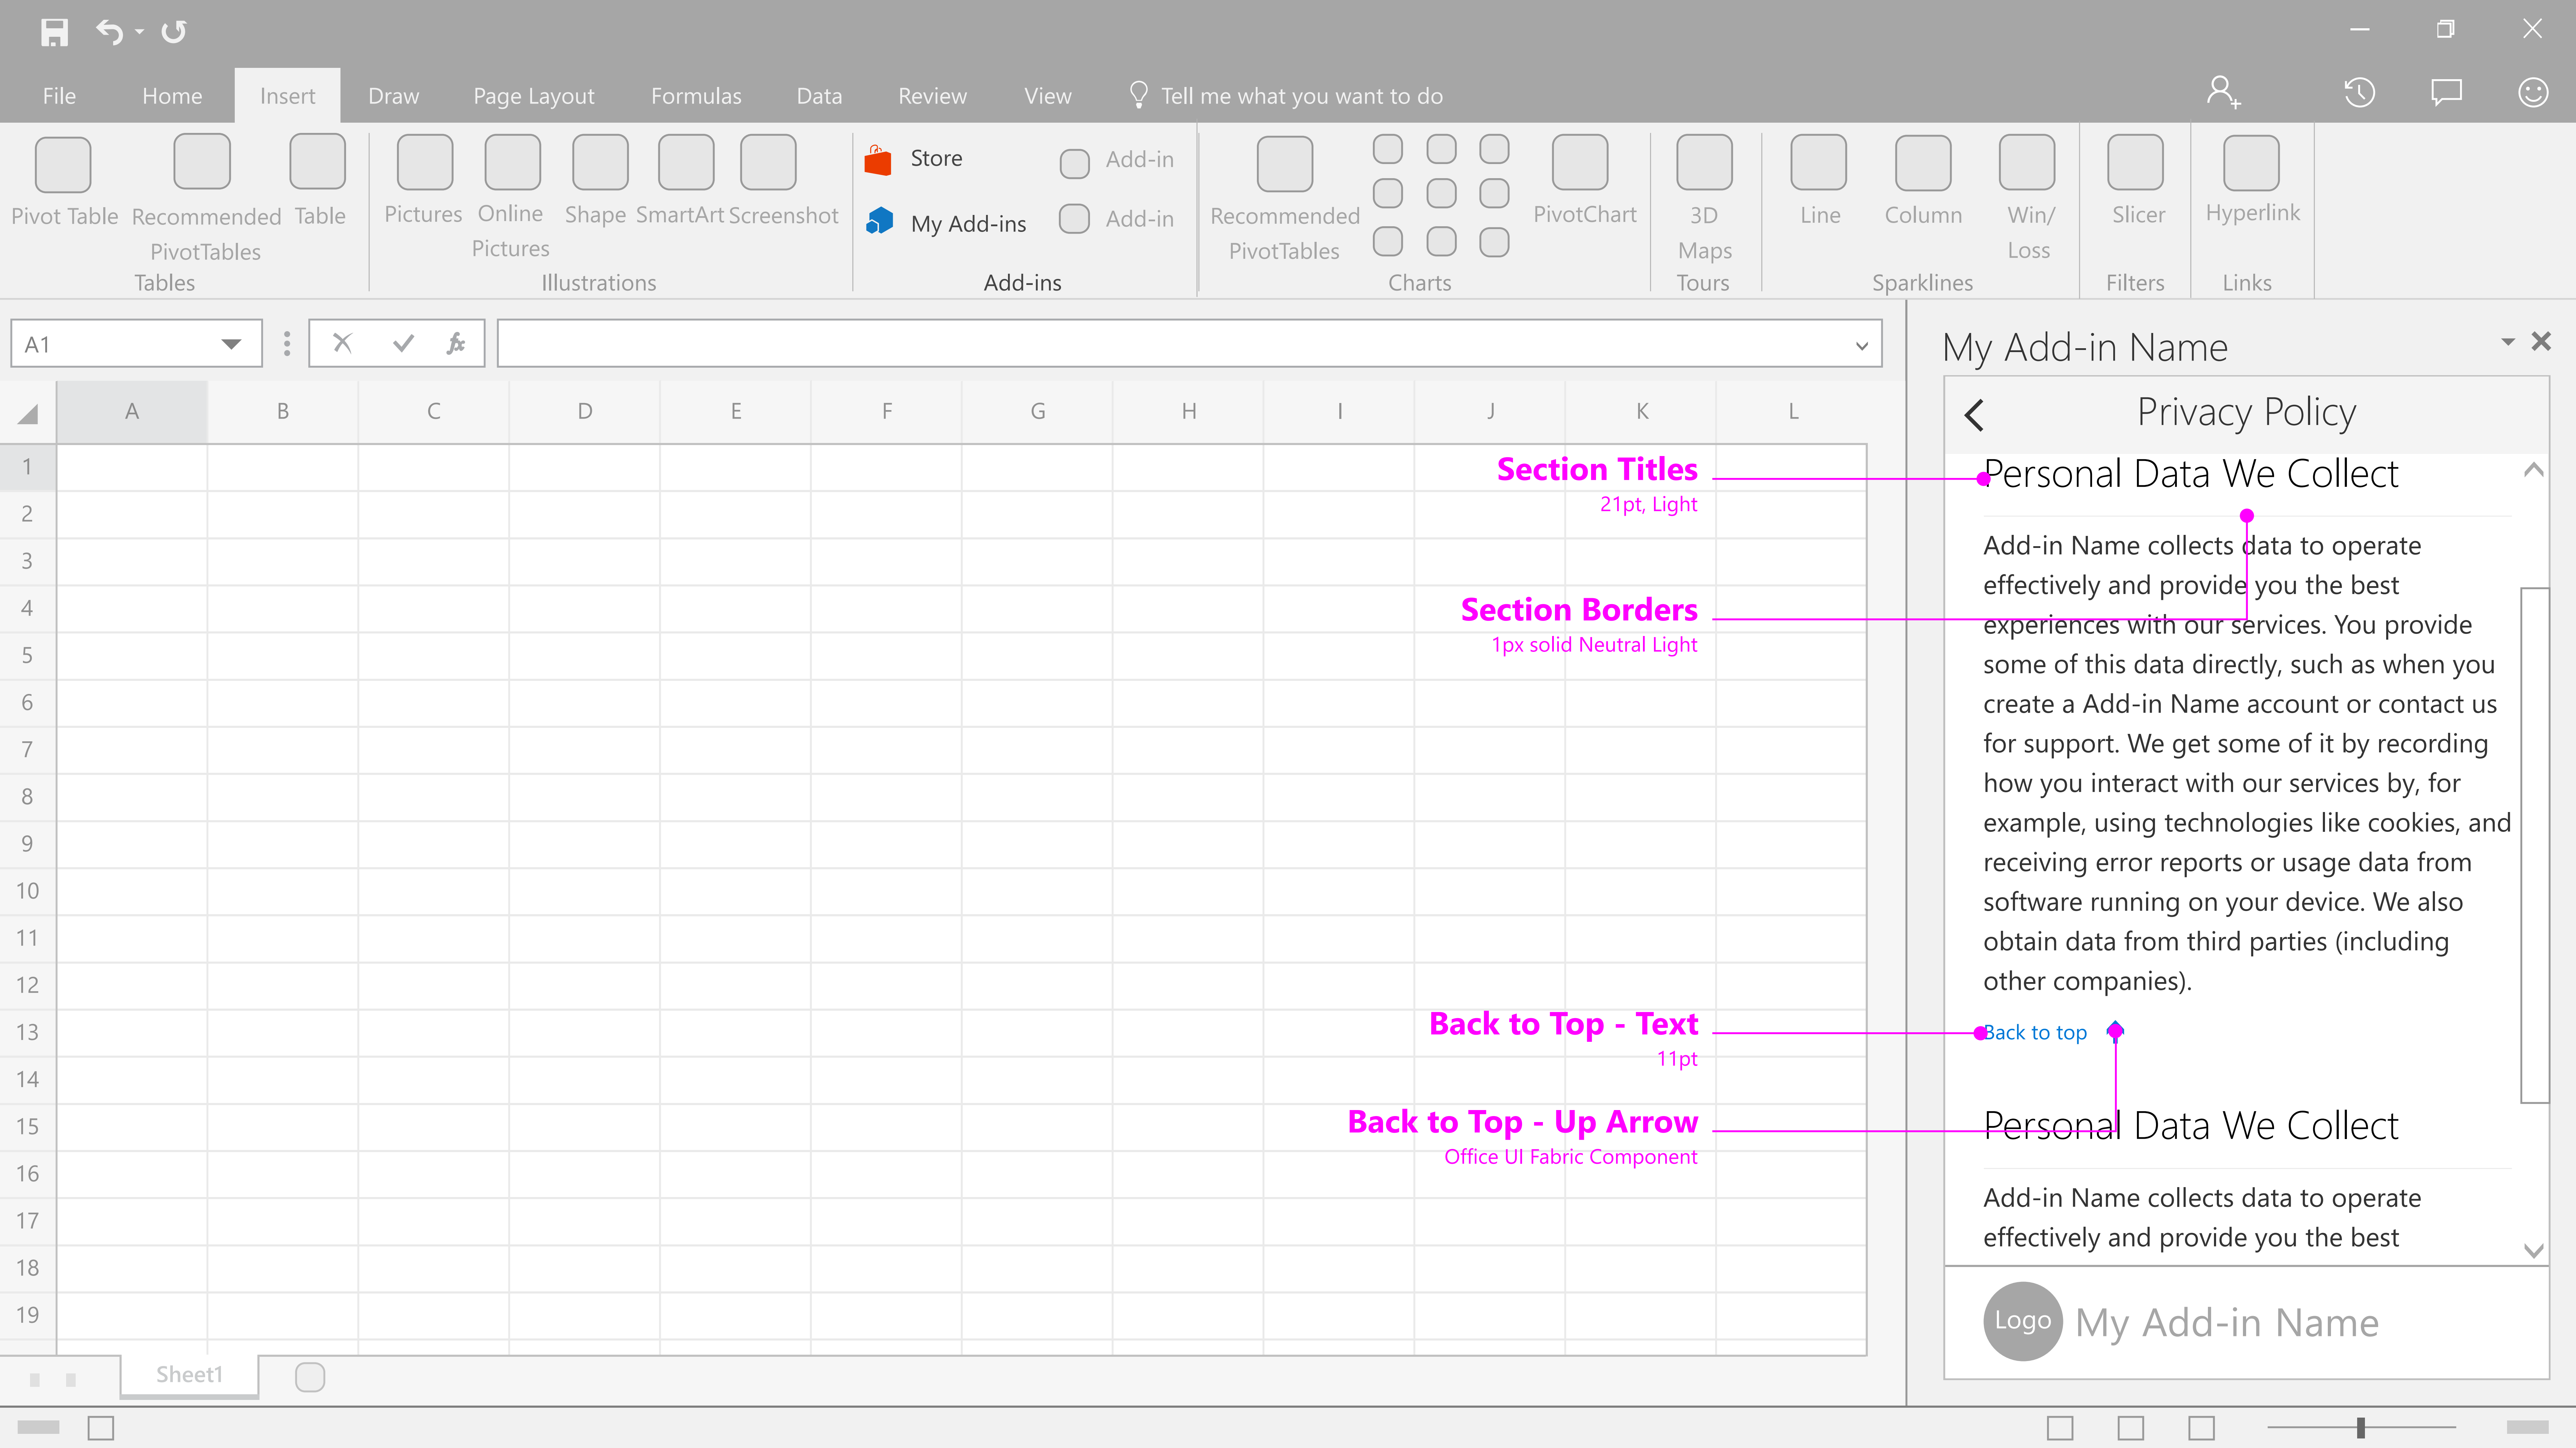 File Home Insert Draw Page Layout Formulas Data Review View Tell me what you want to do
Pivot Table
Recommended
PivotTables
Table
Tables
Pictures
Online
Pictures
Shape
SmartArt
Screenshot
Illustrations
Store
My Add-ins
Add-in
Add-in
Add-ins
Recommended
PivotTables
PivotChart
Charts
3D
Maps
Tours
Line
Column
Win/
Loss
Sparklines
Slicer
Filters
Hyperlink
Links
A1
fx
A B C D E F G H I J K L
1
2
3
4
5
6
7
8
9
10
11
12
13
14
15
16
17
18
19
Section Titles
21pt, Light
Section Borders
1px solid Neutral Light
Back to Top - Text
11pt
Back to Top - Up Arrow
Office UI Fabric Component
Sheet1
My Add-in Name
Privacy Policy
Personal Data We Collect
Add-in Name collects data to operate
effectively and provide you the best
experiences with our services. You provide
some of this data directly, such as when you
create a Add-in Name account or contact us
for support. We get some of it by recording
how you interact with our services by, for
example, using technologies like cookies, and
receiving error reports or usage data from
software running on your device. We also
obtain data from third parties (including
other companies).
Back to top
Personal Data We Collect
Add-in Name collects data to operate
effectively and provide you the best
Logo
My Add-in Name